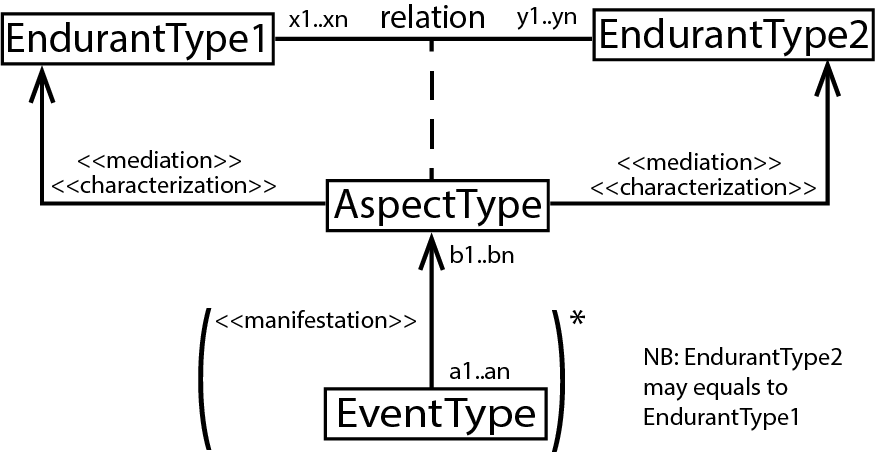 x1..xn relation y1..yn
EndurantType1 EndurantType2
<<mediation>> <<mediation>>
<<characterization>> <<characterization>>
AspectType
b1..bn
( <<manifestation>> )*
a1..an
EventType
NB: EndurantType2
may equals to
EndurantType1